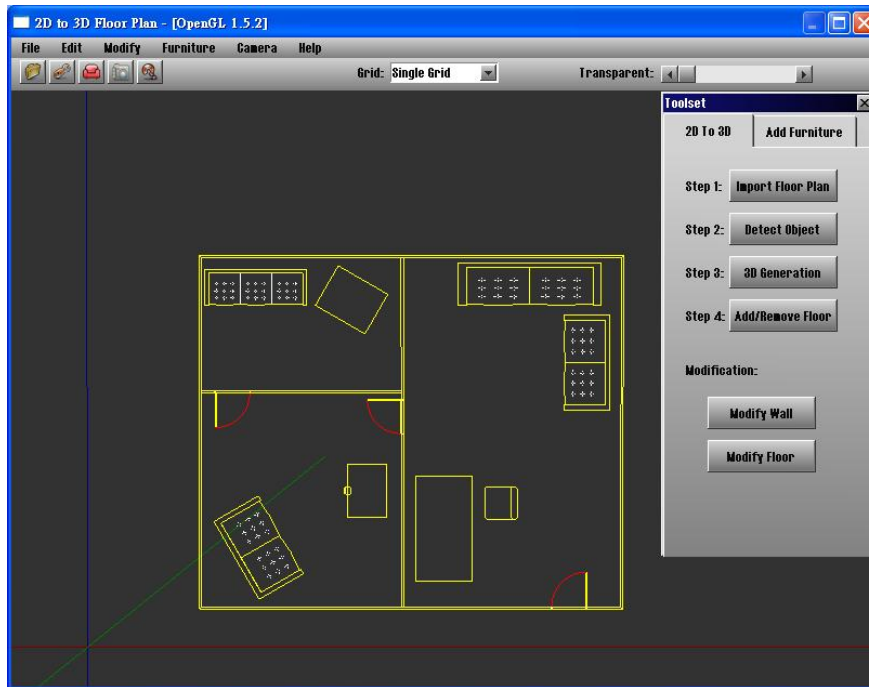 2D to 3D Floor Plan - [OpenGL 1.5.2]
File Edit Modify Furniture Camera Help
Grid: Single Grid Transparent:
Toolset
2D To 3D Add Furniture
Step 1: Import Floor Plan
Step 2: Detect Object
Step 3: 3D Generation
Step 4: Add/Remove Floor
Modification:
Modify Wall
Modify Floor